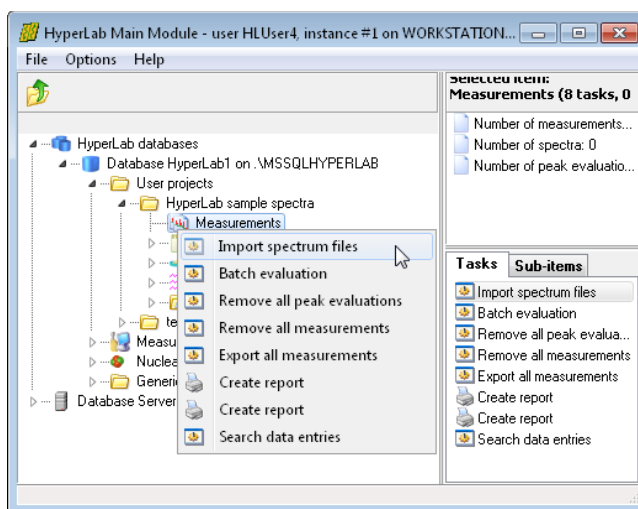 HyperLab Main Module - user HLUser4, instance #1 on WORKSTATION...
File Options Help
Selected item:
Measurements (8 tasks, 0
Number of measurements...
Number of spectra: 0
Number of peak evaluatio...
HyperLab databases
Database HyperLab1 on .\MSSQLHYPERLAB
User projects
HyperLab sample spectra
Measurements
te
Measu
Nuclea
Generi
Database Server
Import spectrum files
Batch evaluation
Remove all peak evaluations
Remove all measurements
Export all measurements
Create report
Create report
Search data entries
Tasks Sub-items
Import spectrum files
Batch evaluation
Remove all peak evalua...
Remove all measurements
Export all measurements
Create report
Create report
Search data entries